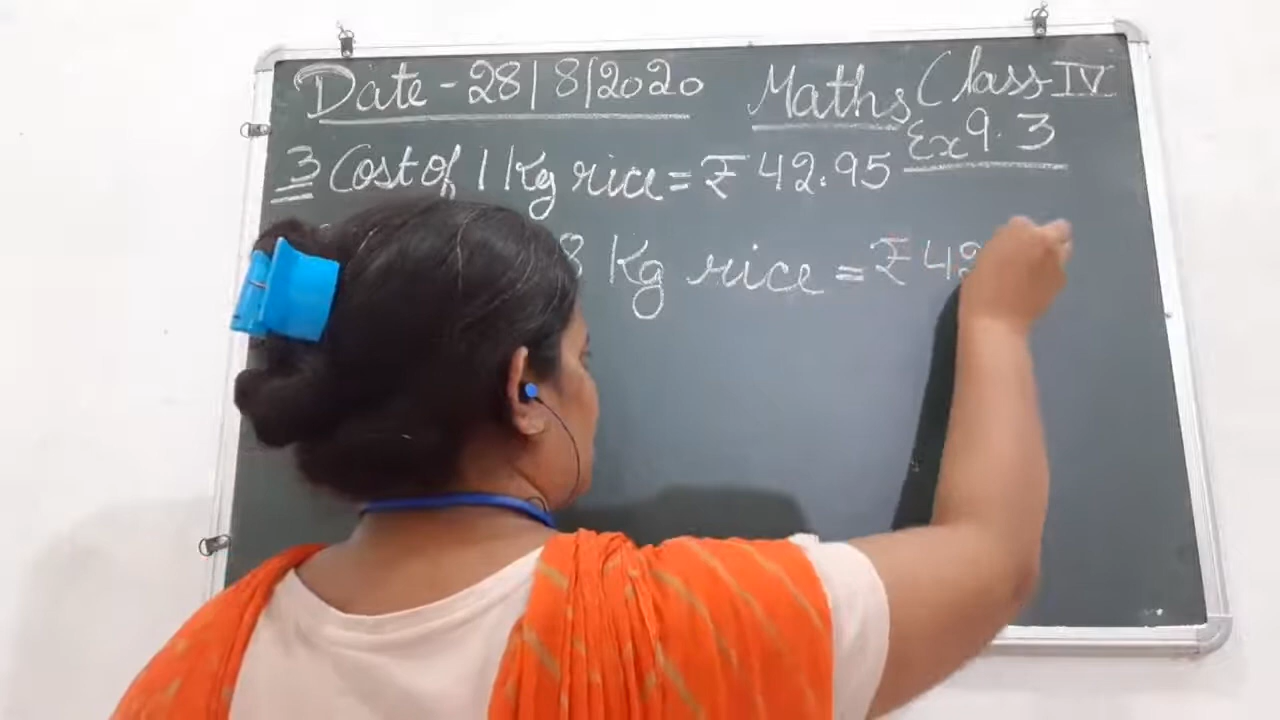 Date - 28/8/2020 Maths Class IV
Ex 9.3
3 Cost of 1 Kg rice = ₹ 42.95
8 Kg rice = ₹ 42